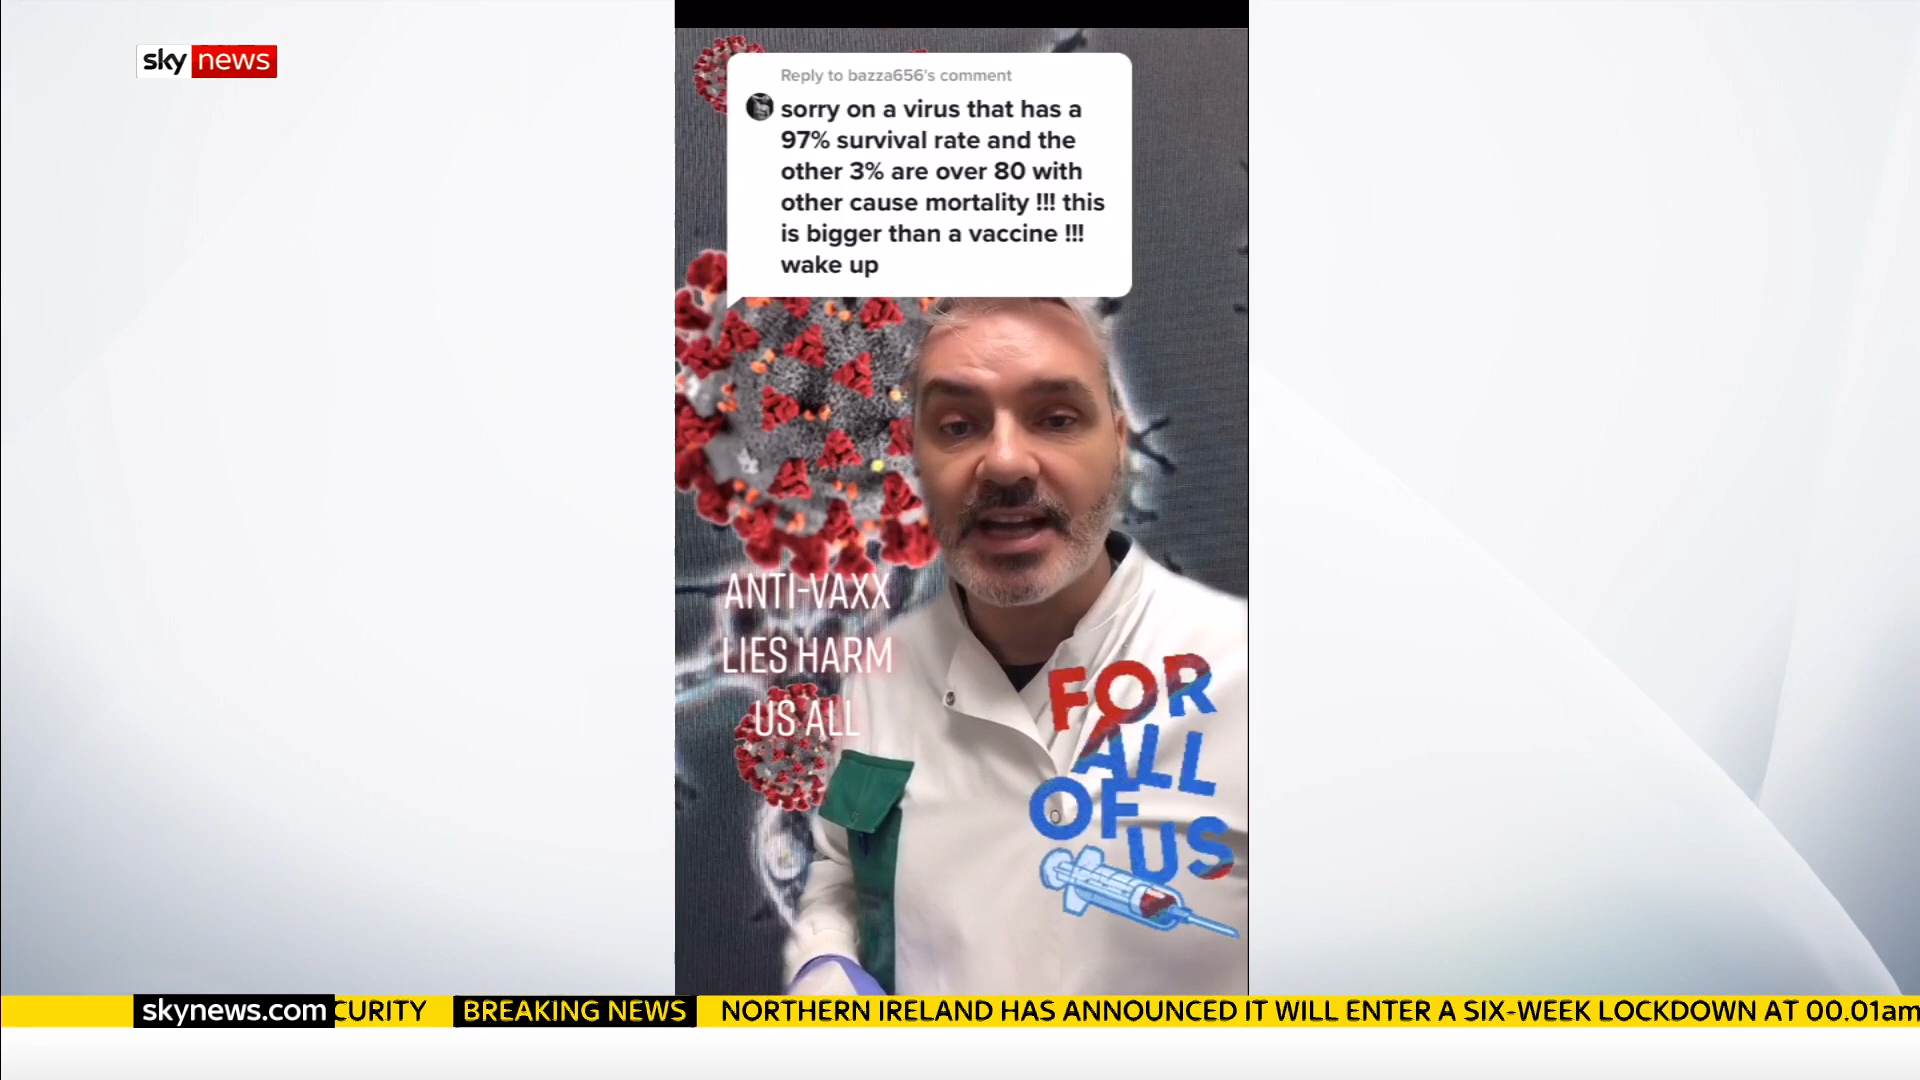 sky news
Reply to bazza656's comment
sorry on a virus that has a
97% survival rate and the
other 3% are over 80 with
other cause mortality !!! this
is bigger than a vaccine !!!
wake up
ANTI-VAXX
LIES HARM
US ALL
FOR
ALL
OF
US
skynews.com CURITY BREAKING NEWS NORTHERN IRELAND HAS ANNOUNCED IT WILL ENTER A SIX-WEEK LOCKDOWN AT 00.01am